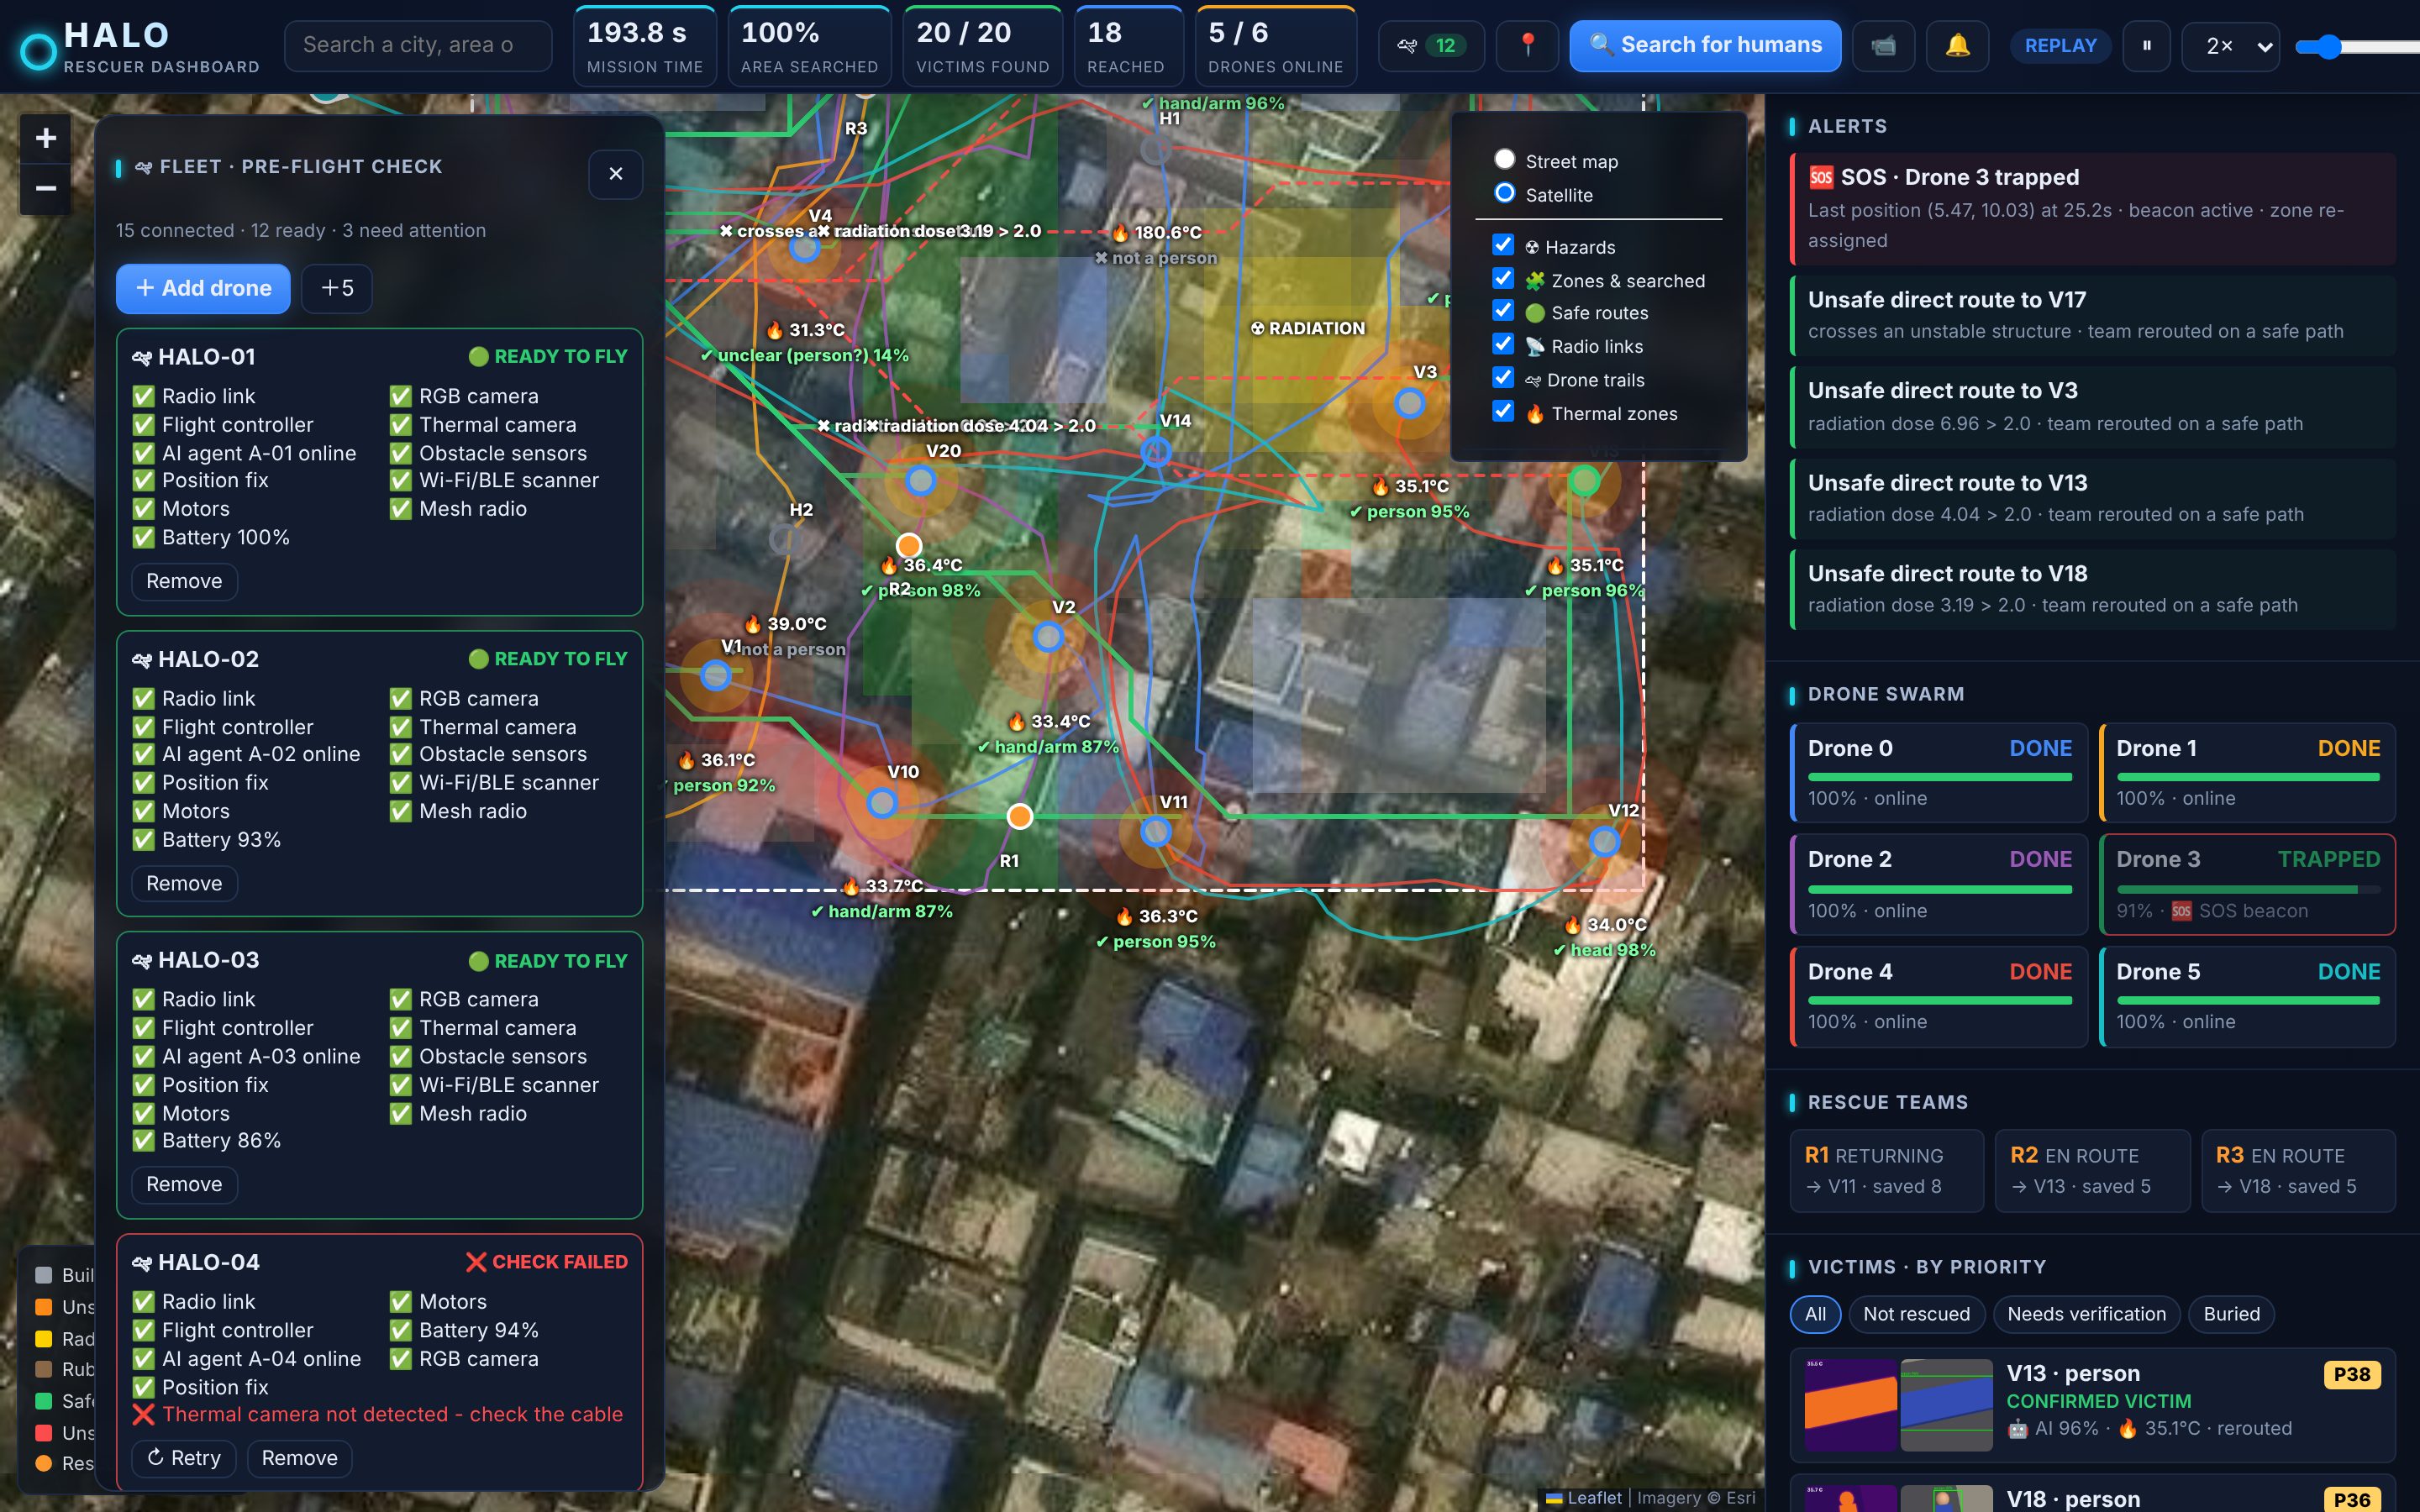 HALO
RESCUER DASHBOARD
Search a city, area o
193.8 s
MISSION TIME
100%
AREA SEARCHED
20 / 20
VICTIMS FOUND
18
REACHED
5 / 6
DRONES ONLINE
12
Search for humans
REPLAY
2×
+
−
FLEET · PRE-FLIGHT CHECK
×
15 connected · 12 ready · 3 need attention
+ Add drone
+5
HALO-01
READY TO FLY
Radio link
Flight controller
AI agent A-01 online
Position fix
Motors
Battery 100%
RGB camera
Thermal camera
Obstacle sensors
Wi-Fi/BLE scanner
Mesh radio
Remove
HALO-02
READY TO FLY
Radio link
Flight controller
AI agent A-02 online
Position fix
Motors
Battery 93%
RGB camera
Thermal camera
Obstacle sensors
Wi-Fi/BLE scanner
Mesh radio
Remove
HALO-03
READY TO FLY
Radio link
Flight controller
AI agent A-03 online
Position fix
Motors
Battery 86%
RGB camera
Thermal camera
Obstacle sensors
Wi-Fi/BLE scanner
Mesh radio
Remove
HALO-04
CHECK FAILED
Radio link
Flight controller
AI agent A-04 online
Position fix
Motors
Battery 94%
RGB camera
Thermal camera not detected - check the cable
Retry
Remove
R3
✔ hand/arm 96%
H1
V4
✖ crosses a
✖ radiation dose 3.19 > 2.0
180.6°C
✖ not a person
31.3°C
✔ unclear (person?) 14%
☢ RADIATION
V3
✖ radiation dose 4.04 > 2.0
V14
V20
35.1°C
✔ person 95%
H2
36.4°C
✔ person 98%
R2
35.1°C
✔ person 96%
V2
39.0°C
V1
not a person
33.4°C
✔ hand/arm 87%
36.1°C
person 92%
V10
V11
V12
R1
33.7°C
✔ hand/arm 87%
36.3°C
✔ person 95%
34.0°C
✔ head 98%
Street map
Satellite
☢ Hazards
Zones & searched
Safe routes
Radio links
Drone trails
Thermal zones
Leaflet | Imagery © Esri
ALERTS
SOS · Drone 3 trapped
Last position (5.47, 10.03) at 25.2s · beacon active · zone re-
assigned
Unsafe direct route to V17
crosses an unstable structure · team rerouted on a safe path
Unsafe direct route to V3
radiation dose 6.96 > 2.0 · team rerouted on a safe path
Unsafe direct route to V13
radiation dose 4.04 > 2.0 · team rerouted on a safe path
Unsafe direct route to V18
radiation dose 3.19 > 2.0 · team rerouted on a safe path
DRONE SWARM
Drone 0 DONE
100% · online
Drone 1 DONE
100% · online
Drone 2 DONE
100% · online
Drone 3 TRAPPED
91% · SOS beacon
Drone 4 DONE
100% · online
Drone 5 DONE
100% · online
RESCUE TEAMS
R1 RETURNING
→ V11 · saved 8
R2 EN ROUTE
→ V13 · saved 5
R3 EN ROUTE
→ V18 · saved 5
VICTIMS · BY PRIORITY
All
Not rescued
Needs verification
Buried
V13 · person
P38
CONFIRMED VICTIM
AI 96% · 35.1°C · rerouted
V18 · person
P36